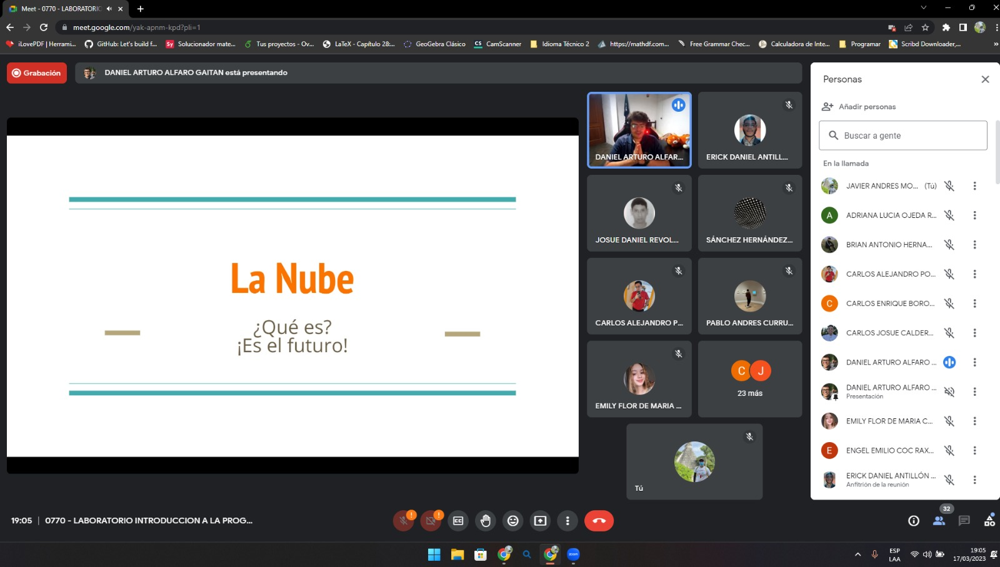 Meet - 0770 - LABORATORIO
meet.google.com/yak-apnm-kpd?pli=1
iLovePDF | Herrami...
GitHub: Let's build f...
Sy
Solucionador mate...
Tus proyectos - Ov...
LaTeX - Capítulo 28:...
GeoGebra Clásico
CS
CamScanner
Idioma Técnico 2
https://mathdf.com...
Free Grammar Chec...
Calculadora de Inte...
Programar
Scribd Downloader,...
»
Grabación
DANIEL ARTURO ALFARO GAITAN está presentando
La Nube
¿Qué es?
¡Es el futuro!
DANIEL ARTURO ALFAR...
ERICK DANIEL ANTILL...
JOSUE DANIEL REVOL...
SÁNCHEZ HERNÁNDEZ...
CARLOS ALEJANDRO P...
PABLO ANDRES CURRU...
EMILY FLOR DE MARIA ...
C J
23 más
Tú
Personas
Añadir personas
Buscar a gente
En la llamada
JAVIER ANDRES MO... (Tú)
A
ADRIANA LUCIA OJEDA R...
BRIAN ANTONIO HERNA...
CARLOS ALEJANDRO PO...
C
CARLOS ENRIQUE BORO...
CARLOS JOSUE CALDER...
DANIEL ARTURO ALFARO ...
DANIEL ARTURO ALFARO ...
Presentación
EMILY FLOR DE MARIA C...
E
ENGEL EMILIO COC RAX...
ERICK DANIEL ANTILLÓN ...
Anfitrión de la reunión
19:05 | 0770 - LABORATORIO INTRODUCCION A LA PROG...
!
!
CC
32
zoom
ESP
LAA
19:05
17/03/2023